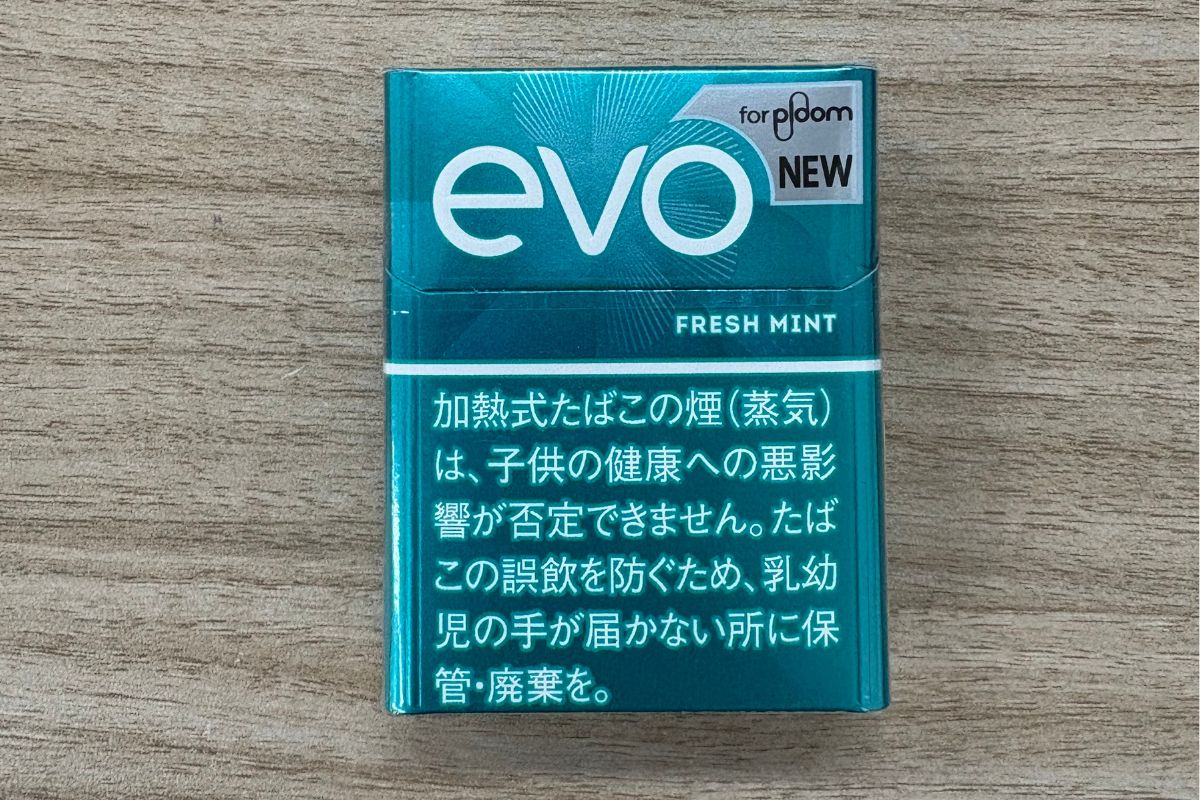 for ploom
NEW
evo
FRESH MINT
加熱式たばこの煙（蒸気）
は、子供の健康への悪影
響が否定できません。たば
この誤飲を防ぐため、乳幼
児の手が届かない所に保
管・廃棄を。